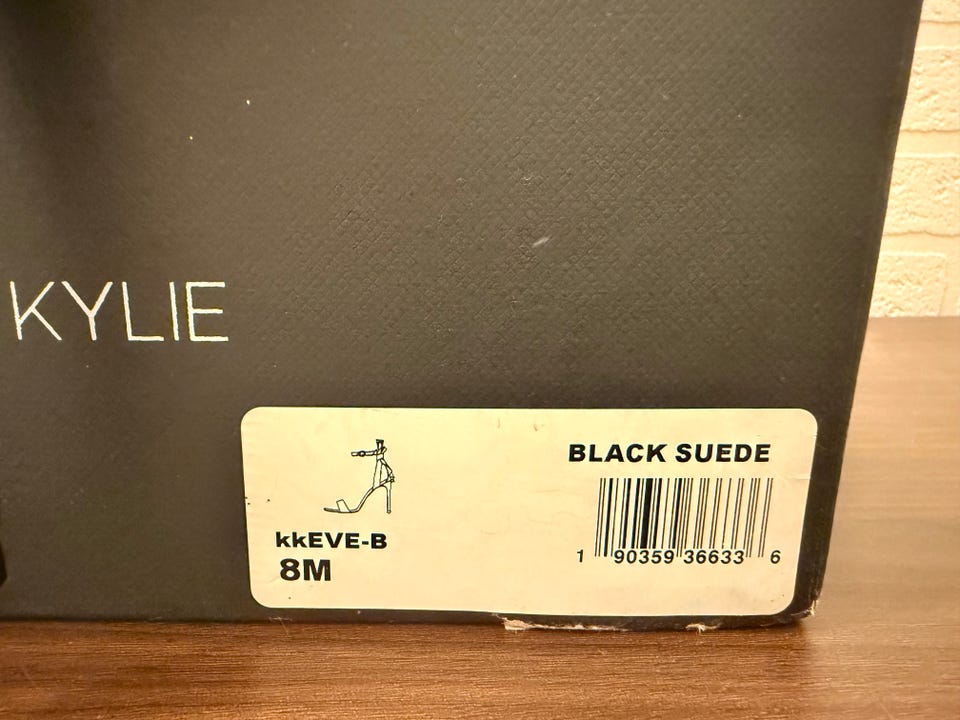 KYLIE
BLACK SUEDE
kkEVE-B
8M
1 90359 36633 6